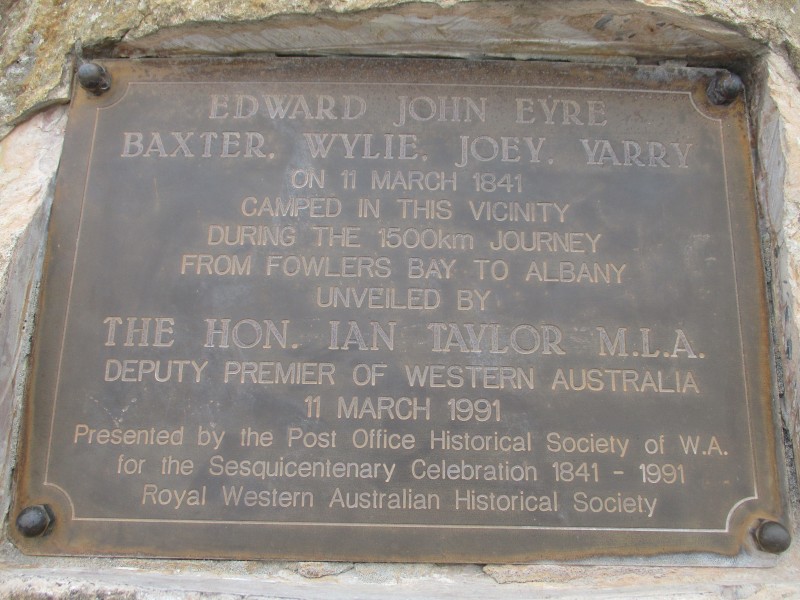 EDWARD JOHN EYRE
BAXTER, WYLIE, JOEY, YARRY
ON 11 MARCH 1841
CAMPED IN THIS VICINITY
DURING THE 1500km JOURNEY
FROM FOWLERS BAY TO ALBANY
UNVEILED BY
THE HON. IAN TAYLOR M.L.A.
DEPUTY PREMIER OF WESTERN AUSTRALIA
11 MARCH 1991
Presented by the Post Office Historical Society of W.A.
for the Sesquicentenary Celebration 1841 - 1991
Royal Western Australian Historical Society